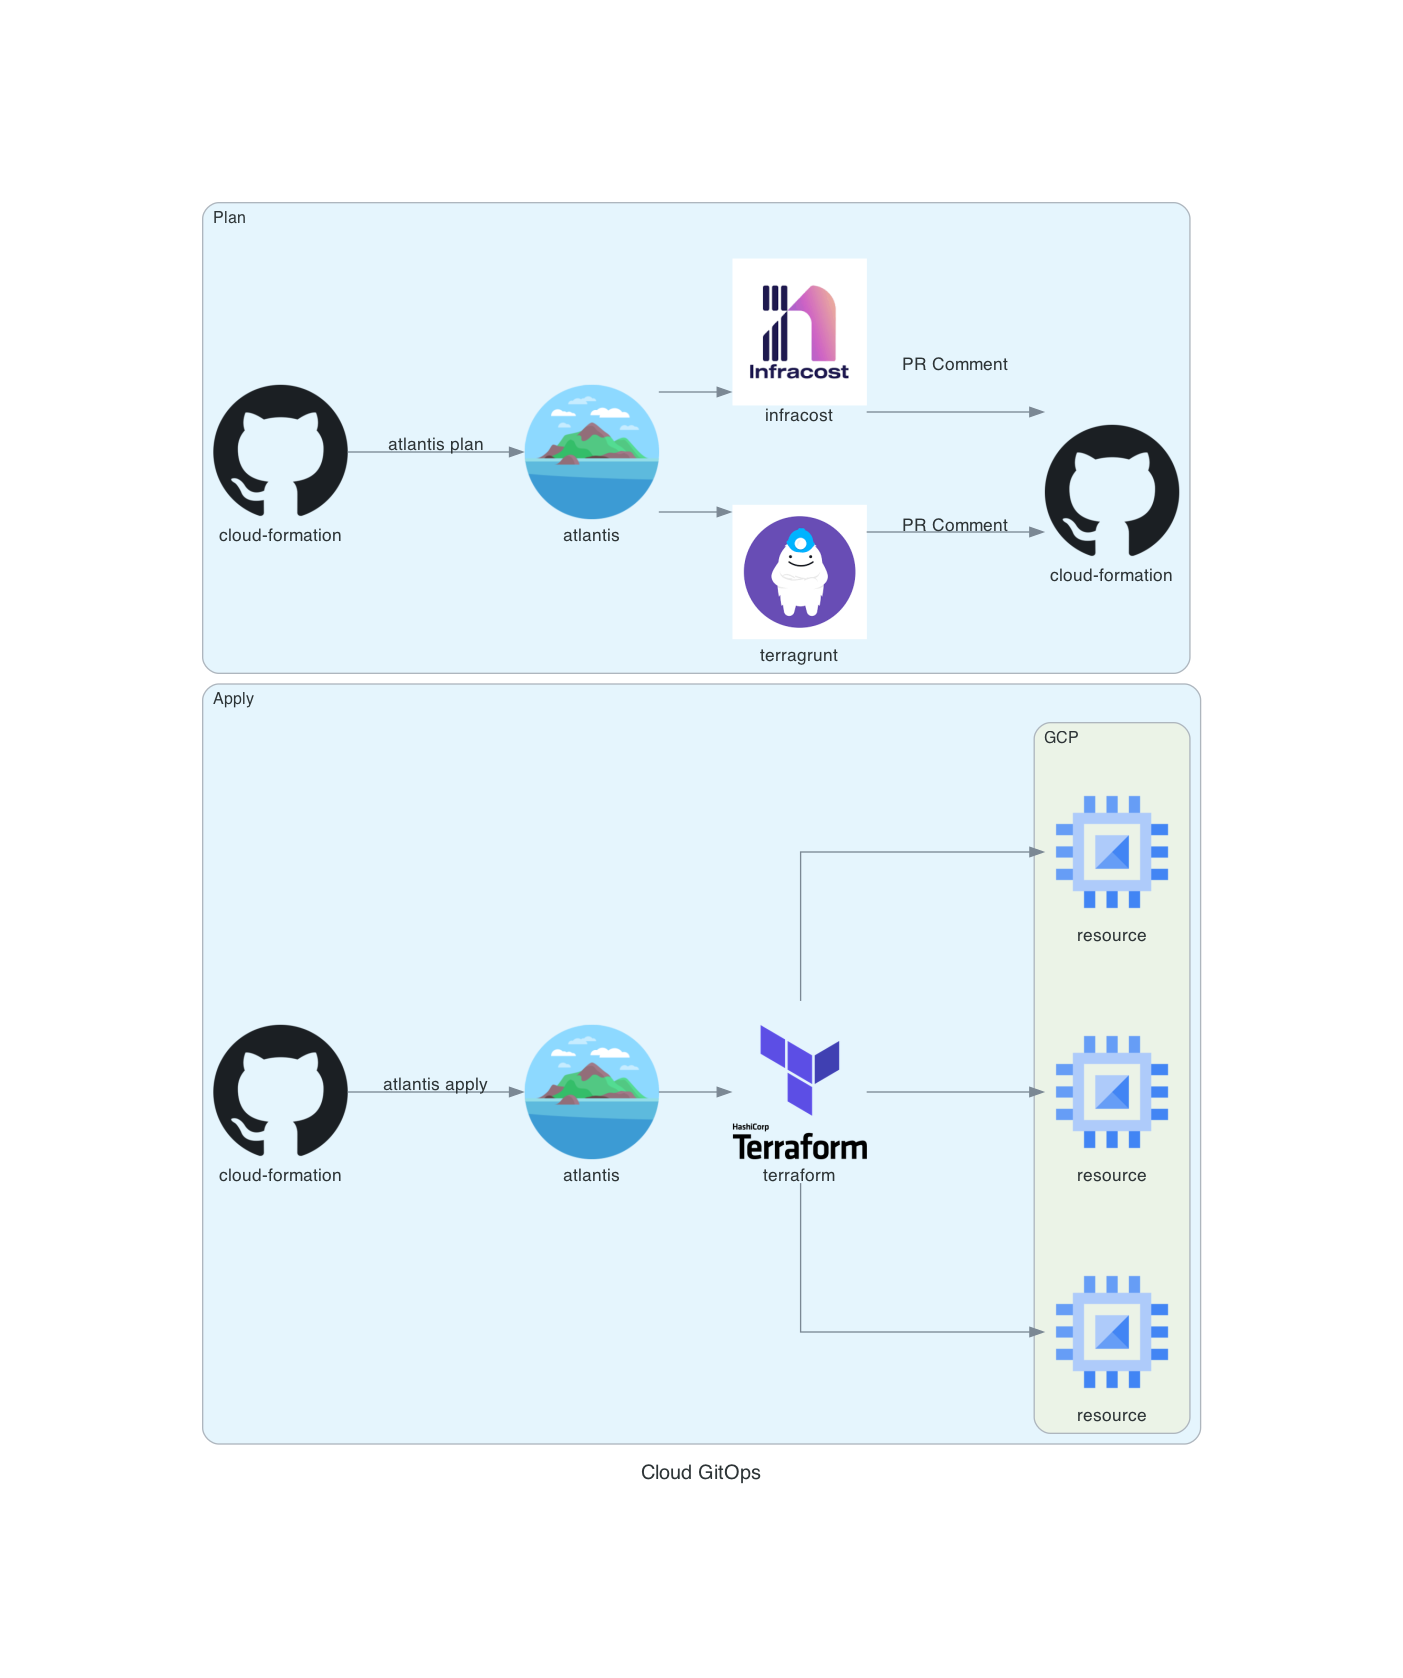 Plan
Infracost
infracost
PR Comment
atlantis plan
cloud-formation
atlantis
PR Comment
cloud-formation
terragrunt
Apply
GCP
resource
atlantis apply
HashiCorp
Terraform
cloud-formation
atlantis
terraform
resource
resource
Cloud GitOps